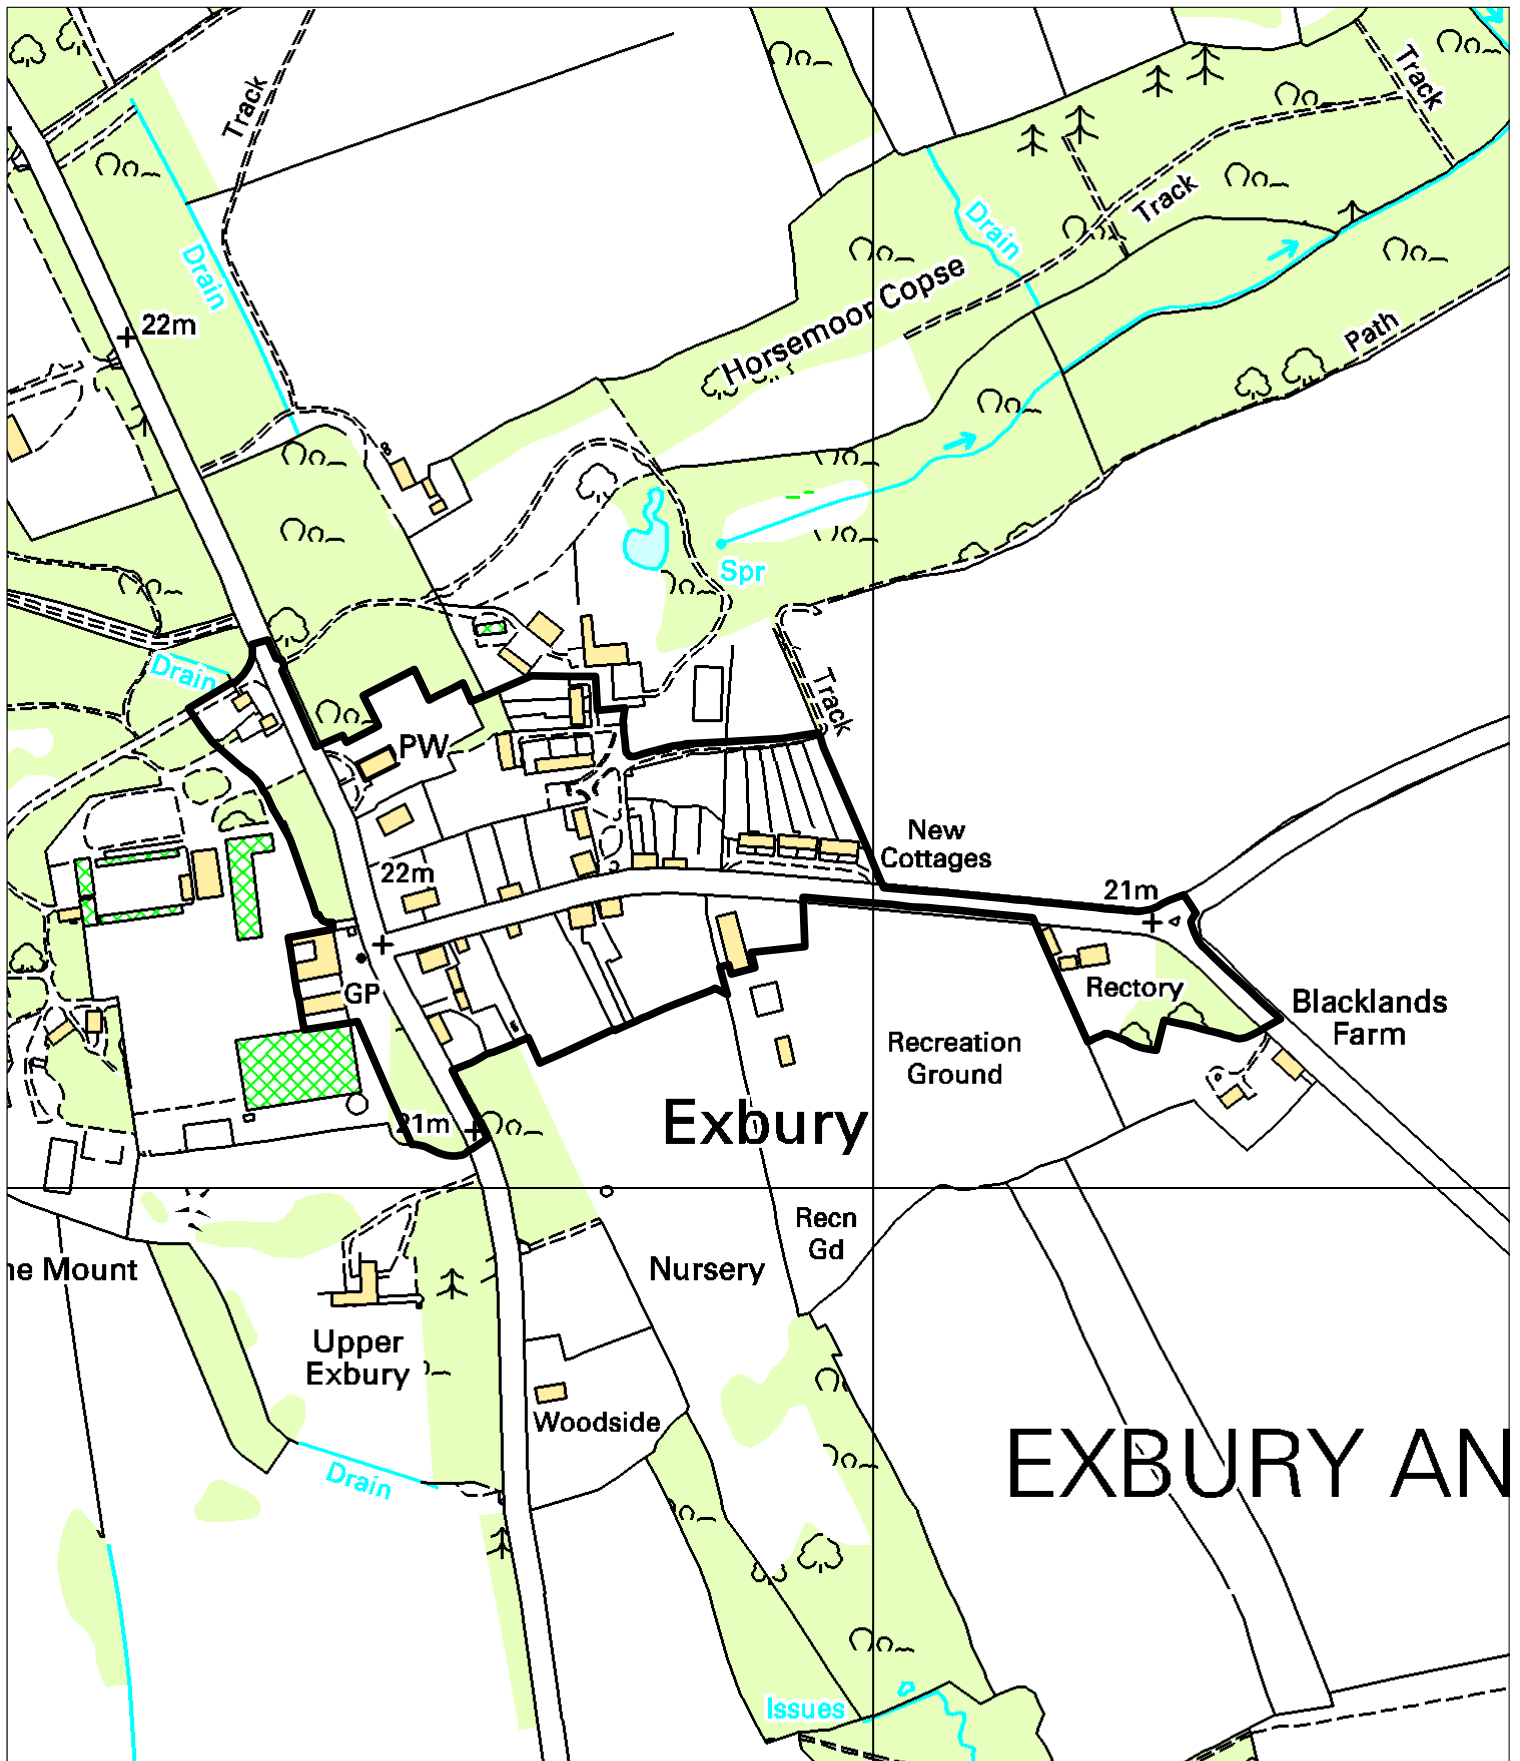 Track
Track
Track
Drain
Drain
22m
Horsemoor Copse
Path
Spr
Drain
Track
PW
New
Cottages
22m
21m
GP
Rectory
Blacklands
Farm
Recreation
Ground
21m
Exbury
Recn
Gd
ne Mount
Nursery
Upper
Exbury
Woodside
EXBURY AN
Drain
Issues